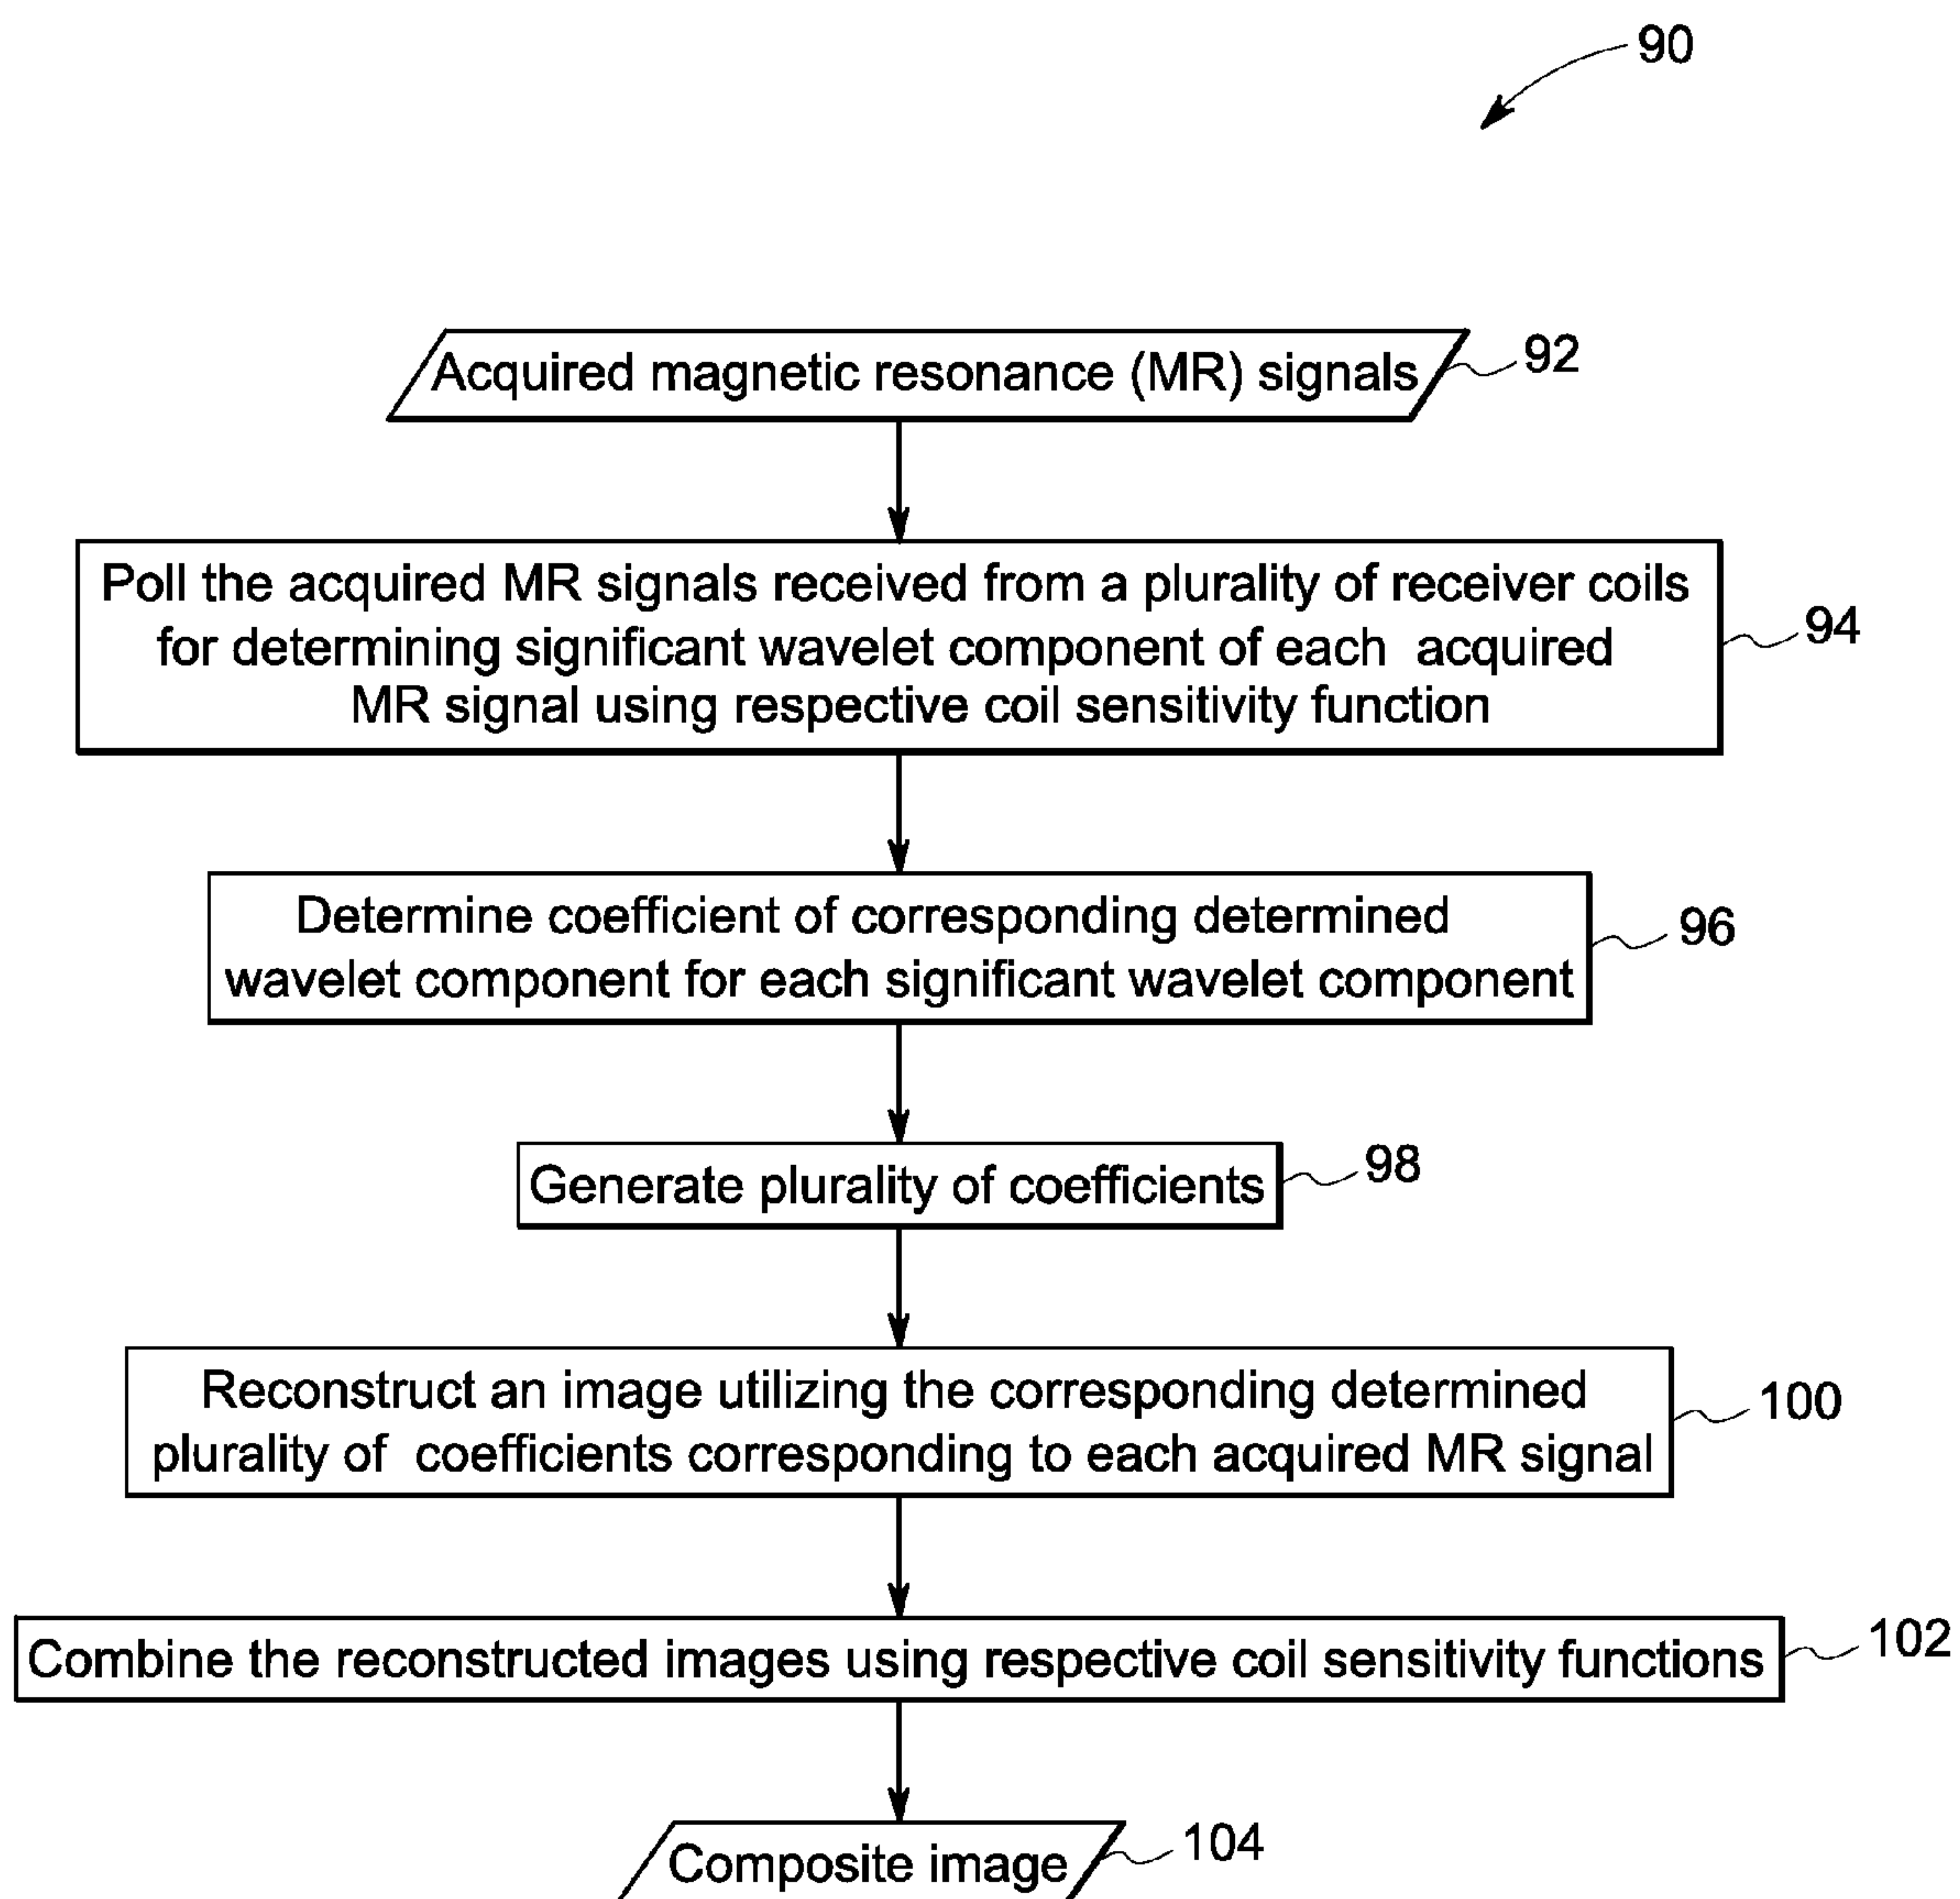 90
Acquired magnetic resonance (MR) signals
92
Poll the acquired MR signals received from a plurality of receiver coils
for determining significant wavelet component of each acquired
MR signal using respective coil sensitivity function
94
Determine coefficient of corresponding determined
wavelet component for each significant wavelet component
96
Generate plurality of coefficients
98
Reconstruct an image utilizing the corresponding determined
plurality of coefficients corresponding to each acquired MR signal
100
Combine the reconstructed images using respective coil sensitivity functions
102
Composite image
104